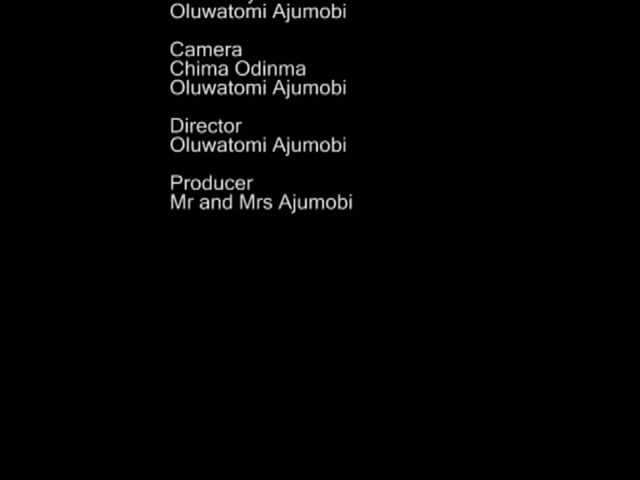 Oluwatomi Ajumobi
Camera
Chima Odinma
Oluwatomi Ajumobi
Director
Oluwatomi Ajumobi
Producer
Mr and Mrs Ajumobi